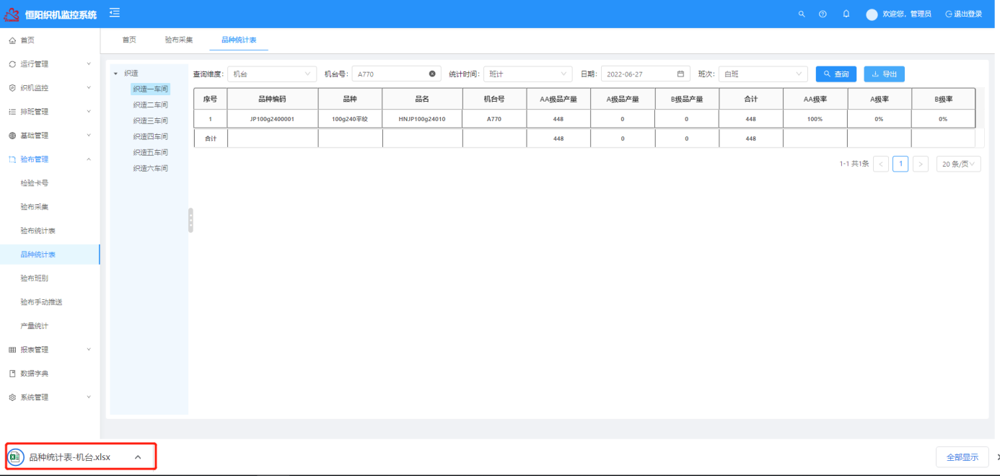 恒阳织机监控系统
欢迎您，管理员
退出登录
首页
运行管理
织机监控
排班管理
基础管理
验布管理
检验卡号
验布采集
验布统计表
品种统计表
验布班别
验布手动推送
产量统计
报表管理
数据字典
系统管理
首页 验布采集 品种统计表
织造
织造一车间
织造二车间
织造三车间
织造四车间
织造五车间
织造六车间
查询维度： 机台 机台号： A770 统计时间： 班计 日期： 2022-06-27 班次： 白班 查询 导出
序号 品种编码 品种 品名 机台号 AA级品产量 A级品产量 B级品产量 合计 AA级率 A级率 B级率
1 JP100g2400001 100g240平纹 HNJP100g24010 A770 448 0 0 448 100% 0% 0%
合计 448 0 0 448
1-1 共1条 < 1 > 20 条/页
品种统计表-机台.xlsx
全部显示